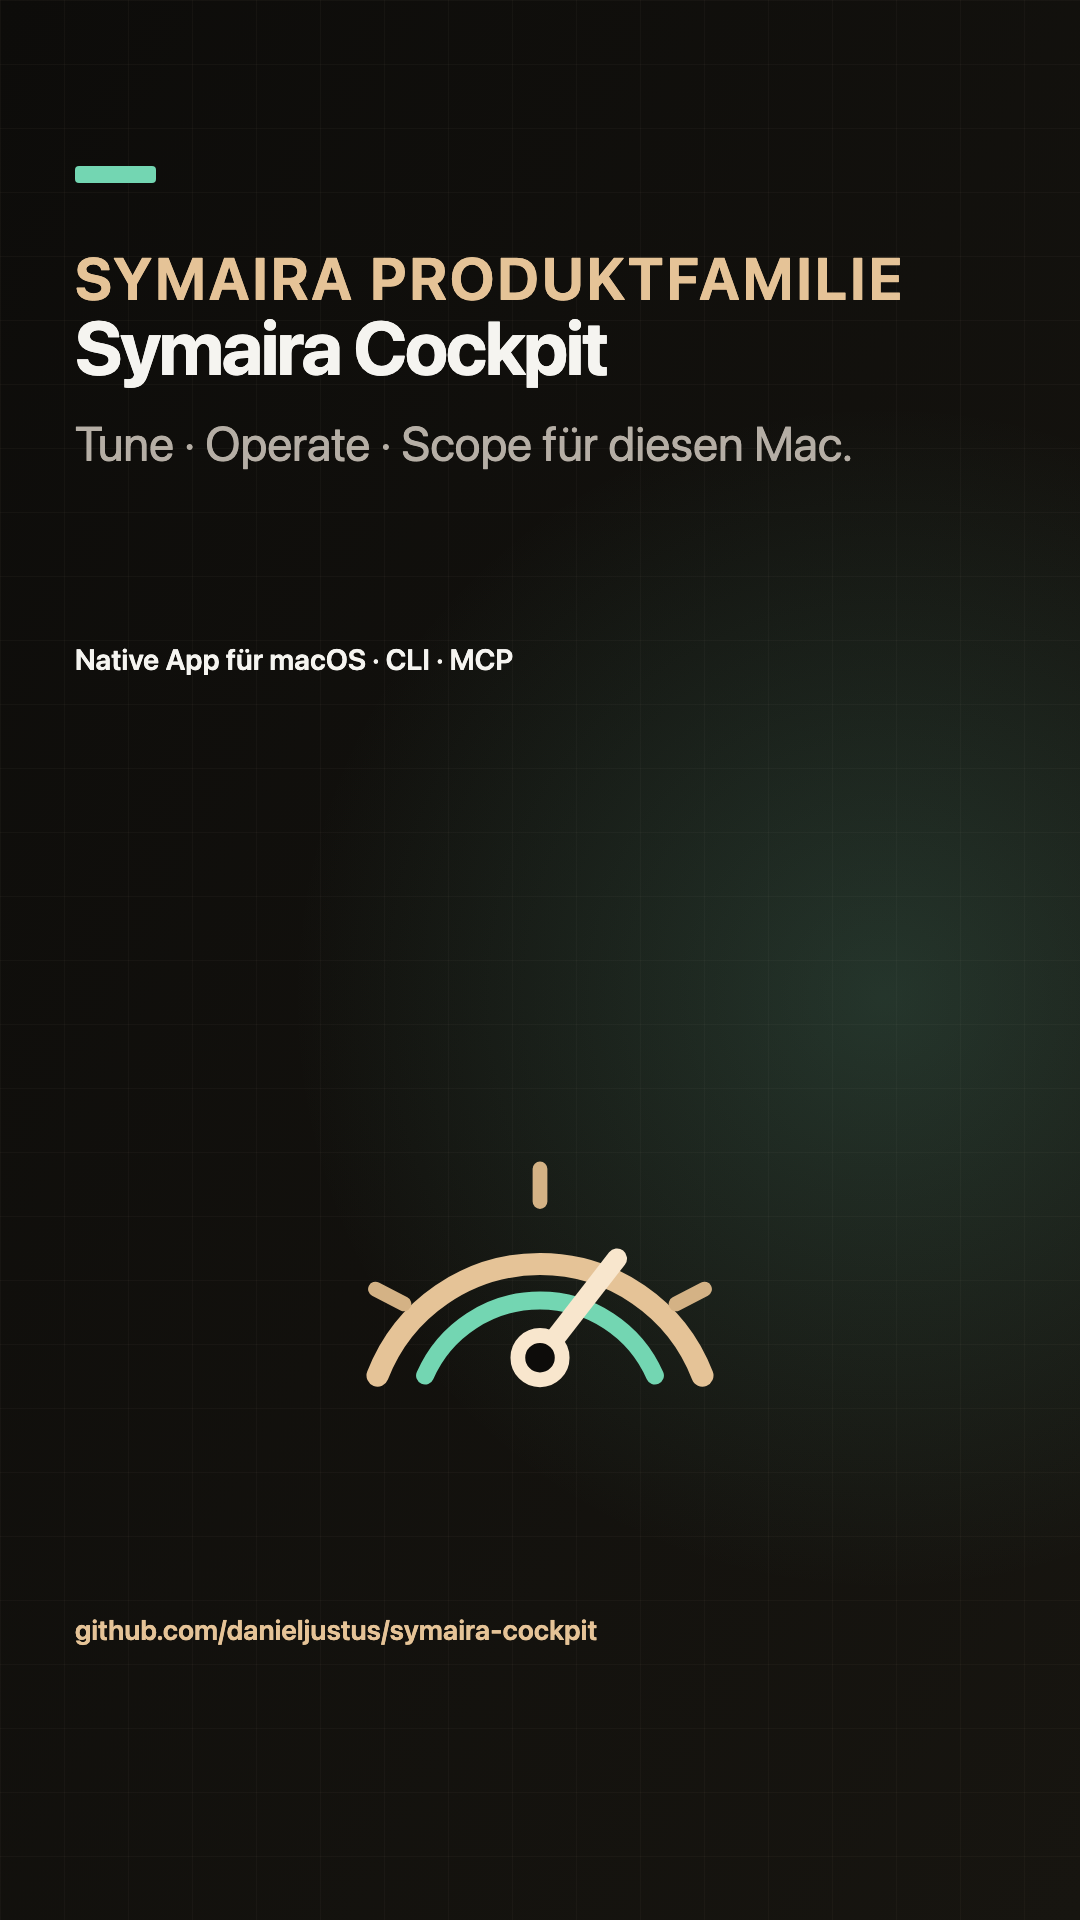 SYMAIRA PRODUKTFAMILIE
Symaira Cockpit
Tune · Operate · Scope für diesen Mac.
Native App für macOS · CLI · MCP
github.com/danieljustus/symaira-cockpit